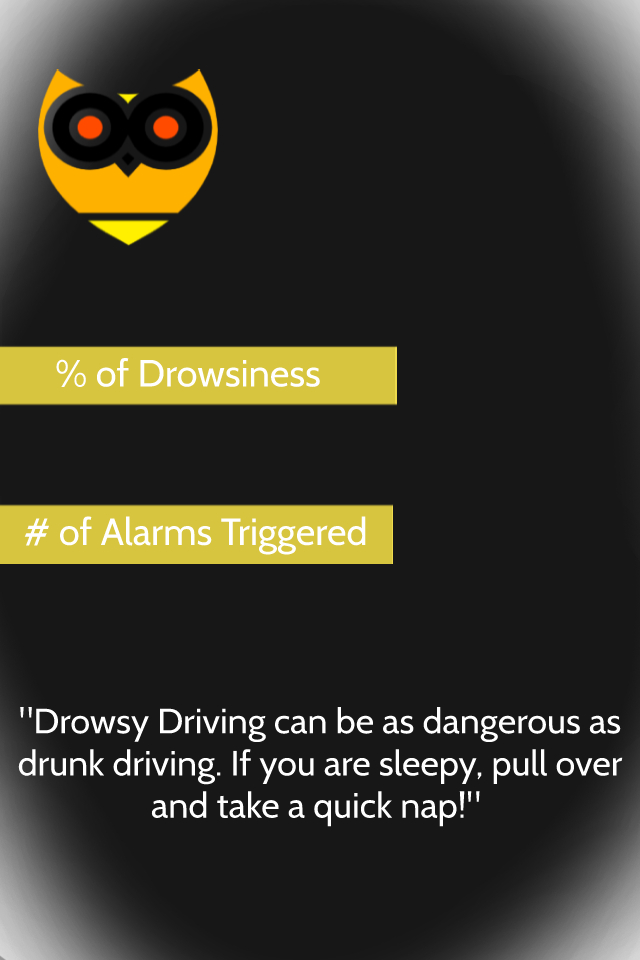 % of Drowsiness
# of Alarms Triggered
"Drowsy Driving can be as dangerous as
drunk driving. If you are sleepy, pull over
and take a quick nap!"